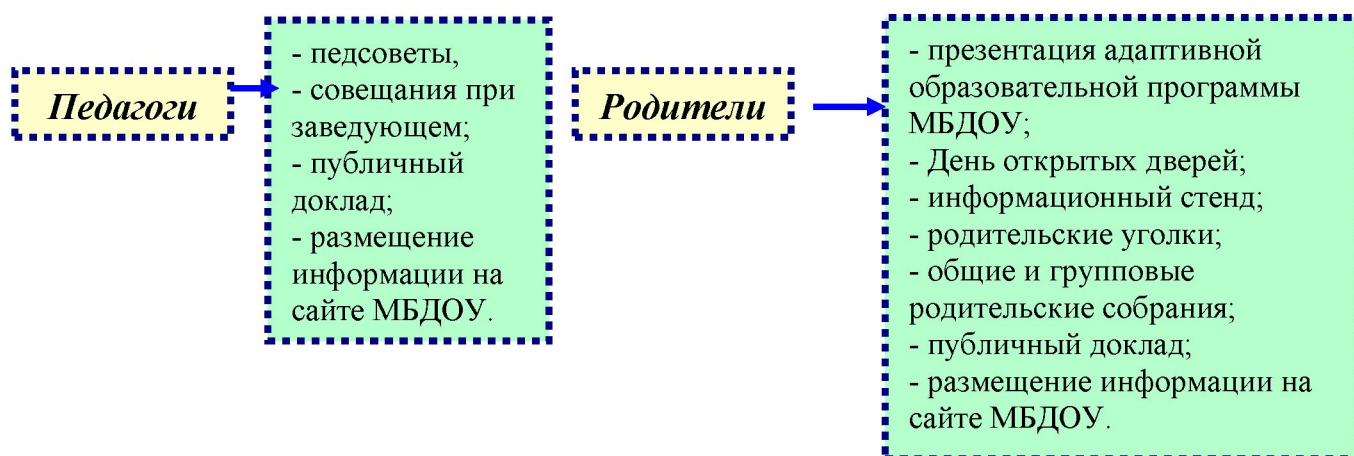 Педагоги
- педсоветы,
- совещания при
заведующем;
- публичный
доклад;
- размещение
информации на
сайте МБДОУ.
Родители
- презентация адаптивной
образовательной программы
МБДОУ;
- День открытых дверей;
- информационный стенд;
- родительские уголки;
- общие и групповые
родительские собрания;
- публичный доклад;
- размещение информации на
сайте МБДОУ.